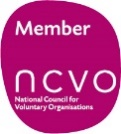 Member
ncvo
National Council for
Voluntary Organisations